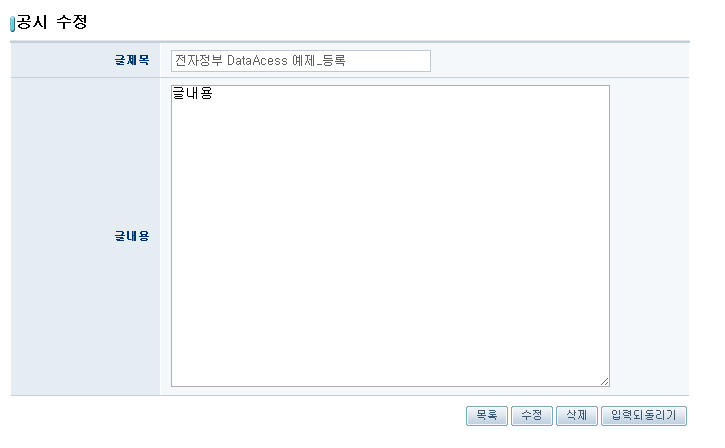 공시 수정
글제목 전자정부 DataAcess 예제_등록
글내용 글내용
목록 수정 삭제 입력되돌리기